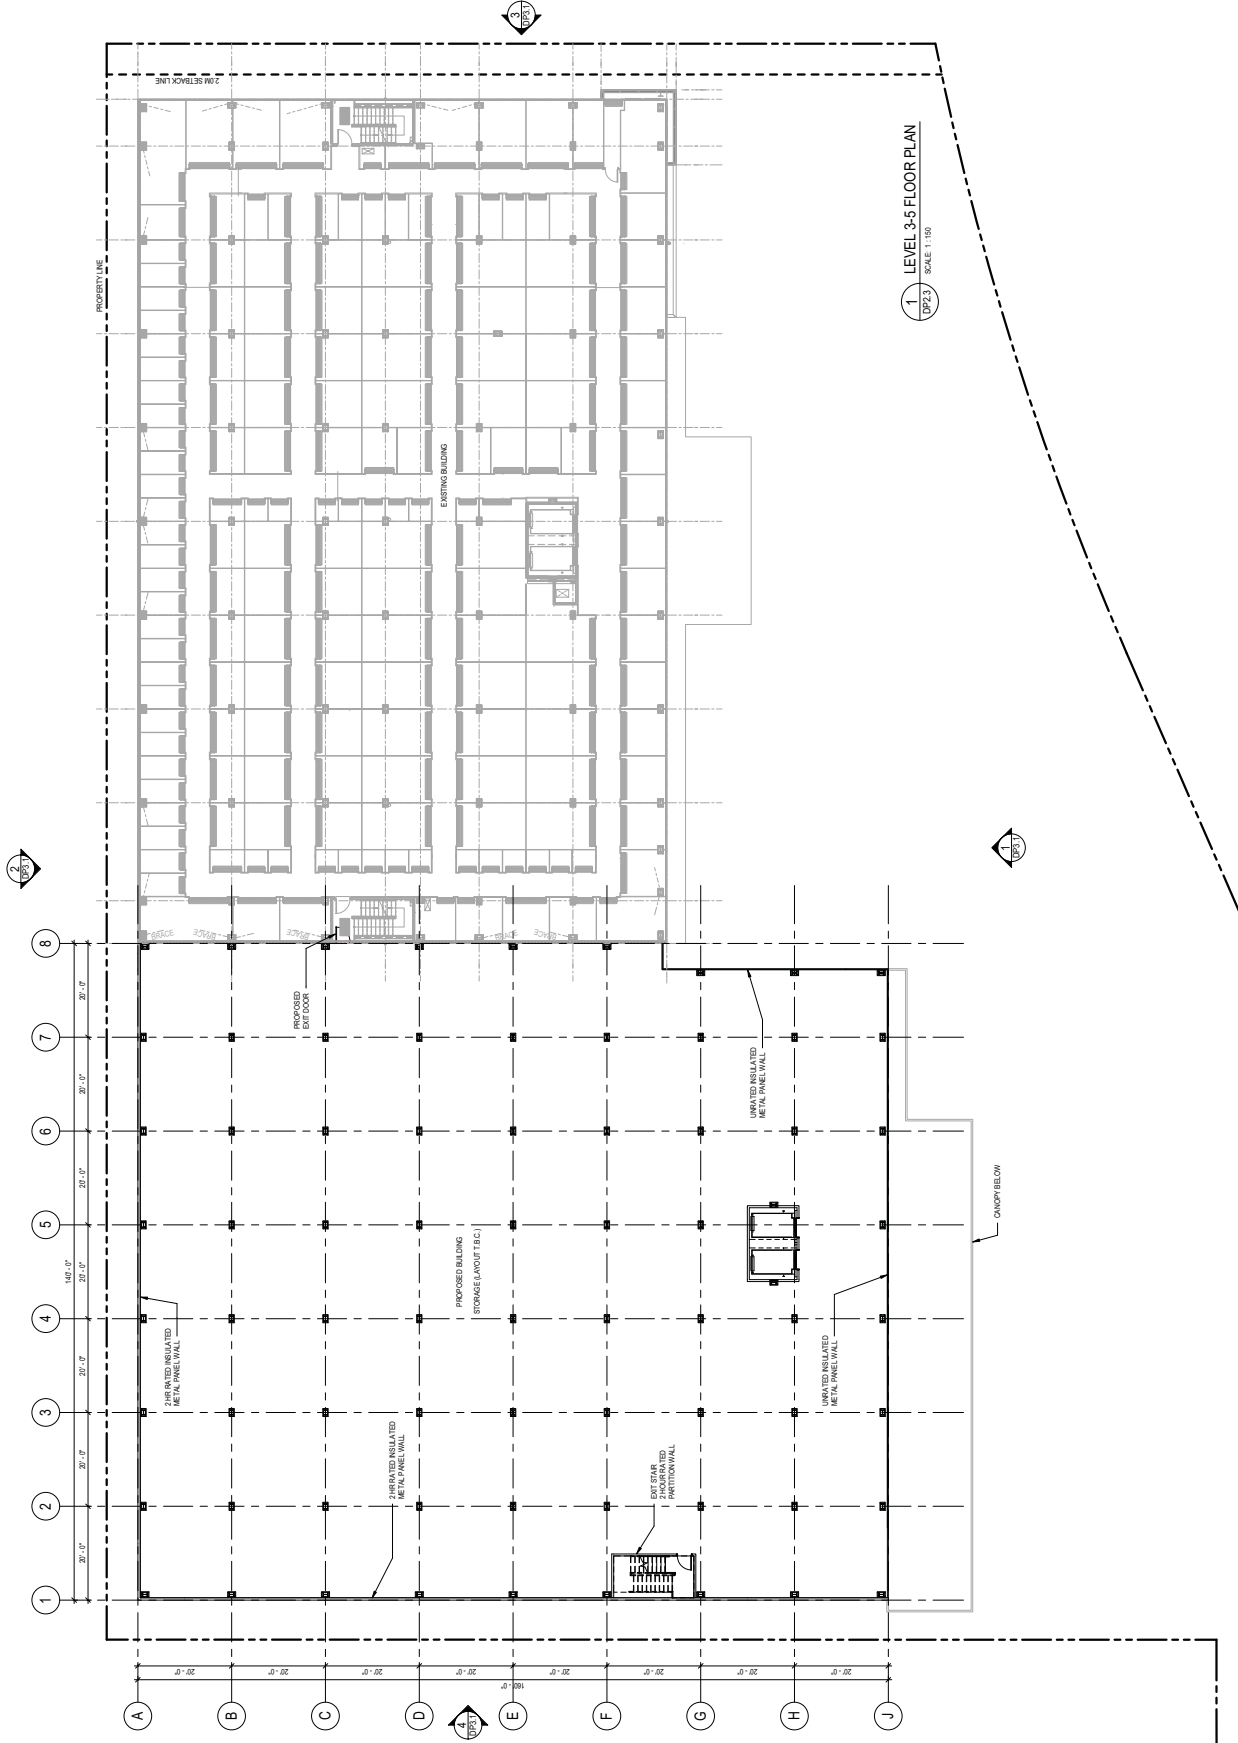 3
DP3.1
2.0M SETBACK LINE
PROPERTY LINE
1
DP2.3
LEVEL 3-5 FLOOR PLAN
SCALE: 1 : 150
EXISTING BUILDING
2
DP3.1
1
DP3.1
BRACE
BRACE
BRACE
BRACE
BRACE
8
7
6
5
4
3
2
1
20' - 0"
20' - 0"
20' - 0"
20' - 0"
20' - 0"
20' - 0"
20' - 0"
140' - 0"
PROPOSED
EXIT DOOR
UNRATED INSULATED
METAL PANEL WALL
CANOPY BELOW
PROPOSED BUILDING
STORAGE (LAYOUT T.B.C.)
2 HR RATED INSULATED
METAL PANEL WALL
UNRATED INSULATED
METAL PANEL WALL
2 HR RATED INSULATED
METAL PANEL WALL
EXIT STAIR
2 HOUR RATED
PARTITION WALL
20' - 0"
20' - 0"
20' - 0"
20' - 0"
20' - 0"
20' - 0"
20' - 0"
20' - 0"
160' - 0"
A
B
C
D
E
F
G
H
J
4
DP3.1